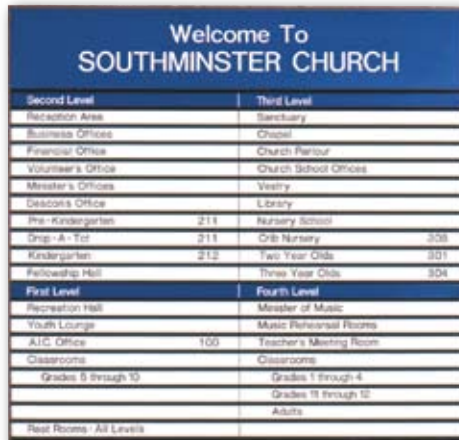 Welcome To
SOUTHMINSTER CHURCH
Second Level
Reception Area
Business Offices
Financial Office
Volunteer's Office
Minister's Offices
Deacon's Office
Pre-Kindergarten 211
Drop-A-Tot 211
Kindergarten 212
Fellowship Hall
Third Level
Sanctuary
Chapel
Church Parlour
Church School Offices
Vestry
Library
Nursery School
Crib Nursery 308
Two Year Olds 301
Three Year Olds 304
First Level
Recreation Hall
Youth Lounge
A.I.C. Office 100
Classrooms
Grades 5 through 10
Rest Rooms - All Levels
Fourth Level
Minister of Music
Music Rehearsal Rooms
Teacher's Meeting Room
Classrooms
Grades 1 through 4
Grades 11 through 12
Adults